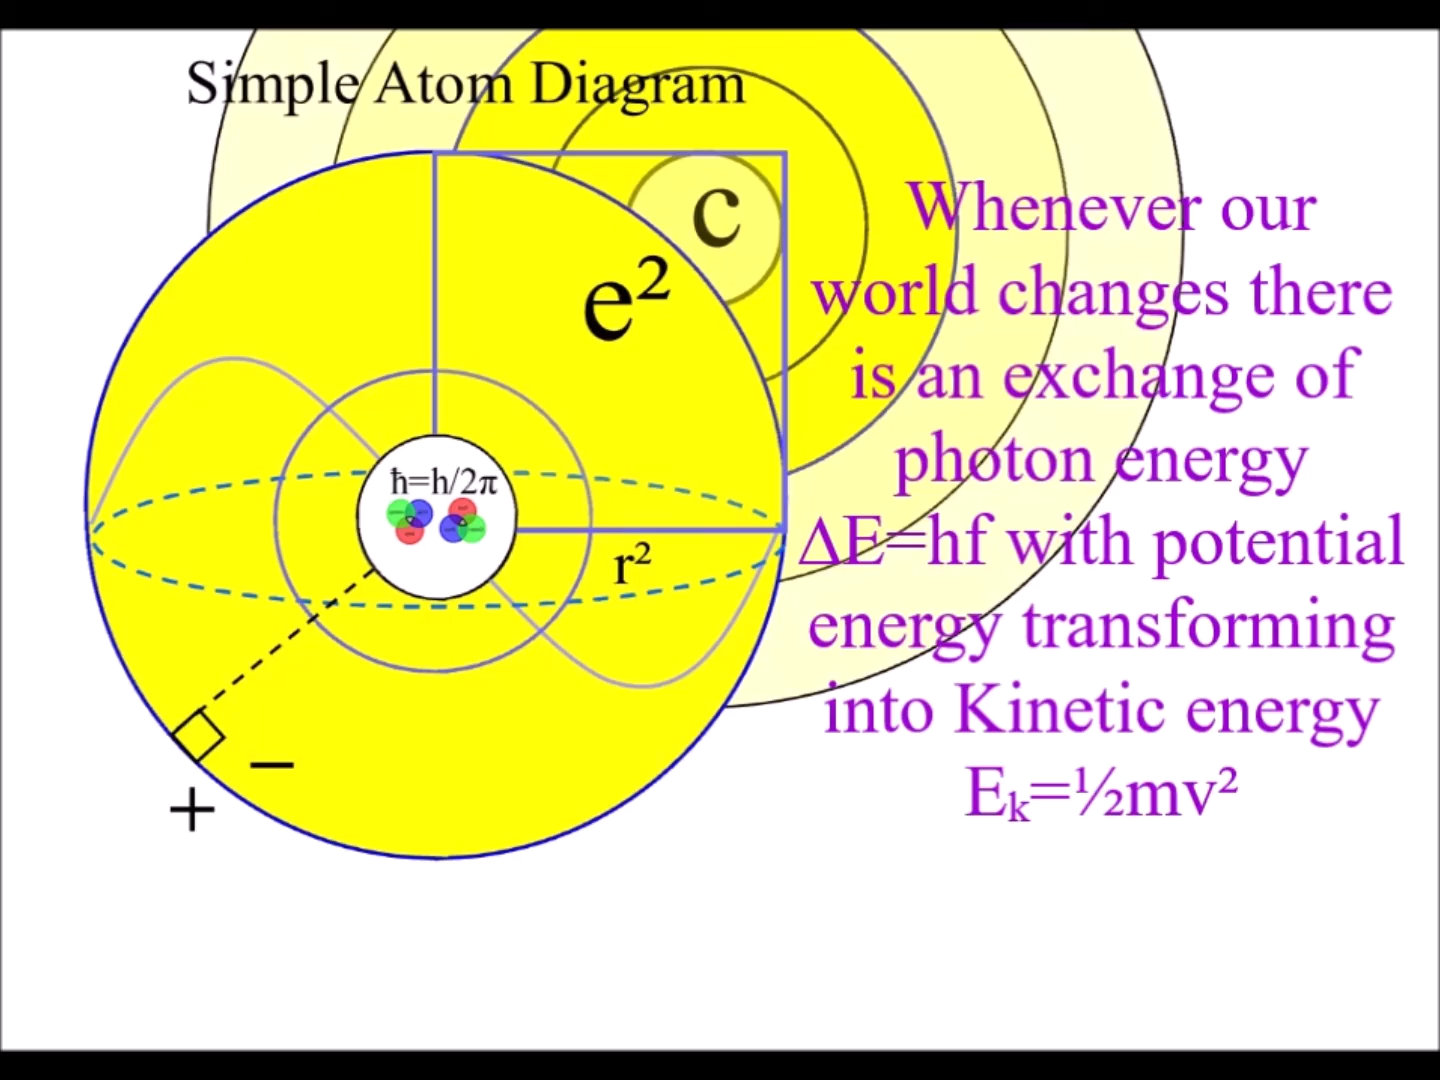 Simple Atom Diagram
c
e²
Whenever our
world changes there
is an exchange of
photon energy
∆E=hf with potential
energy transforming
into Kinetic energy
Eₖ=½mv²
ħ=h/2π
r²
−
+